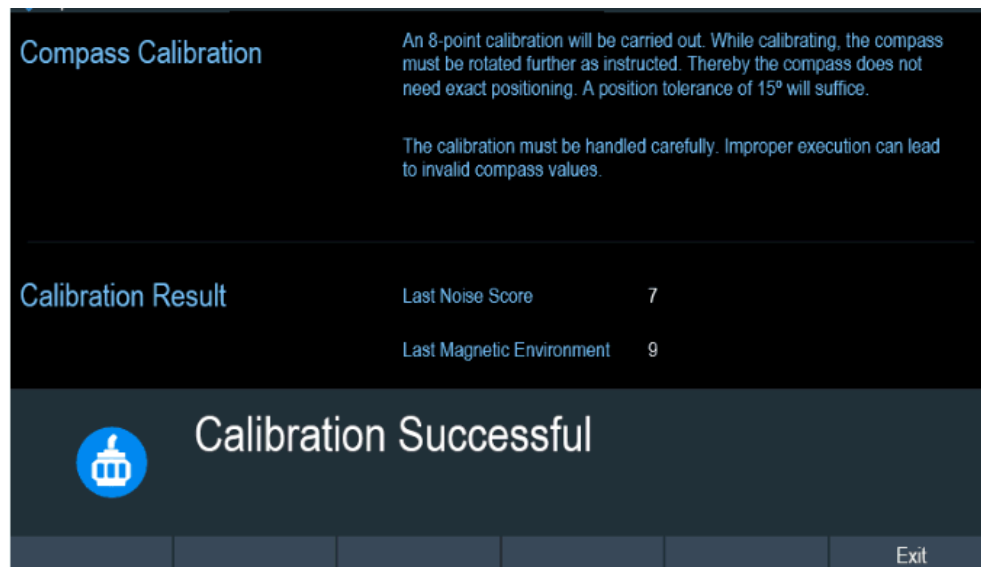 Compass Calibration
An 8-point calibration will be carried out. While calibrating, the compass
must be rotated further as instructed. Thereby the compass does not
need exact positioning. A position tolerance of 15º will suffice.
The calibration must be handled carefully. Improper execution can lead
to invalid compass values.
Calibration Result
Last Noise Score 7
Last Magnetic Environment 9
Calibration Successful
Exit